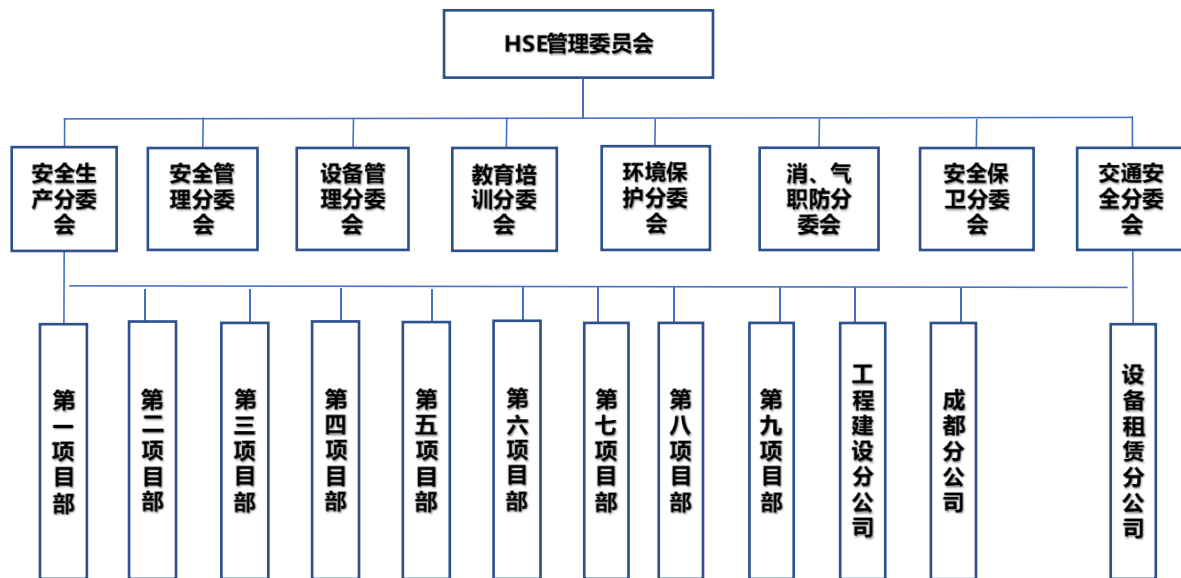 HSE管理委员会
安全生
产分委
会
安全管
理分委
会
设备管
理分委
会
教育培
训分委
会
环境保
护分委
会
消、气
职防分
委会
安全保
卫分委
会
交通安
全分委
会
第一项目部
第二项目部
第三项目部
第四项目部
第五项目部
第六项目部
第七项目部
第八项目部
第九项目部
工程建设分公司
成都分公司
设备租赁分公司